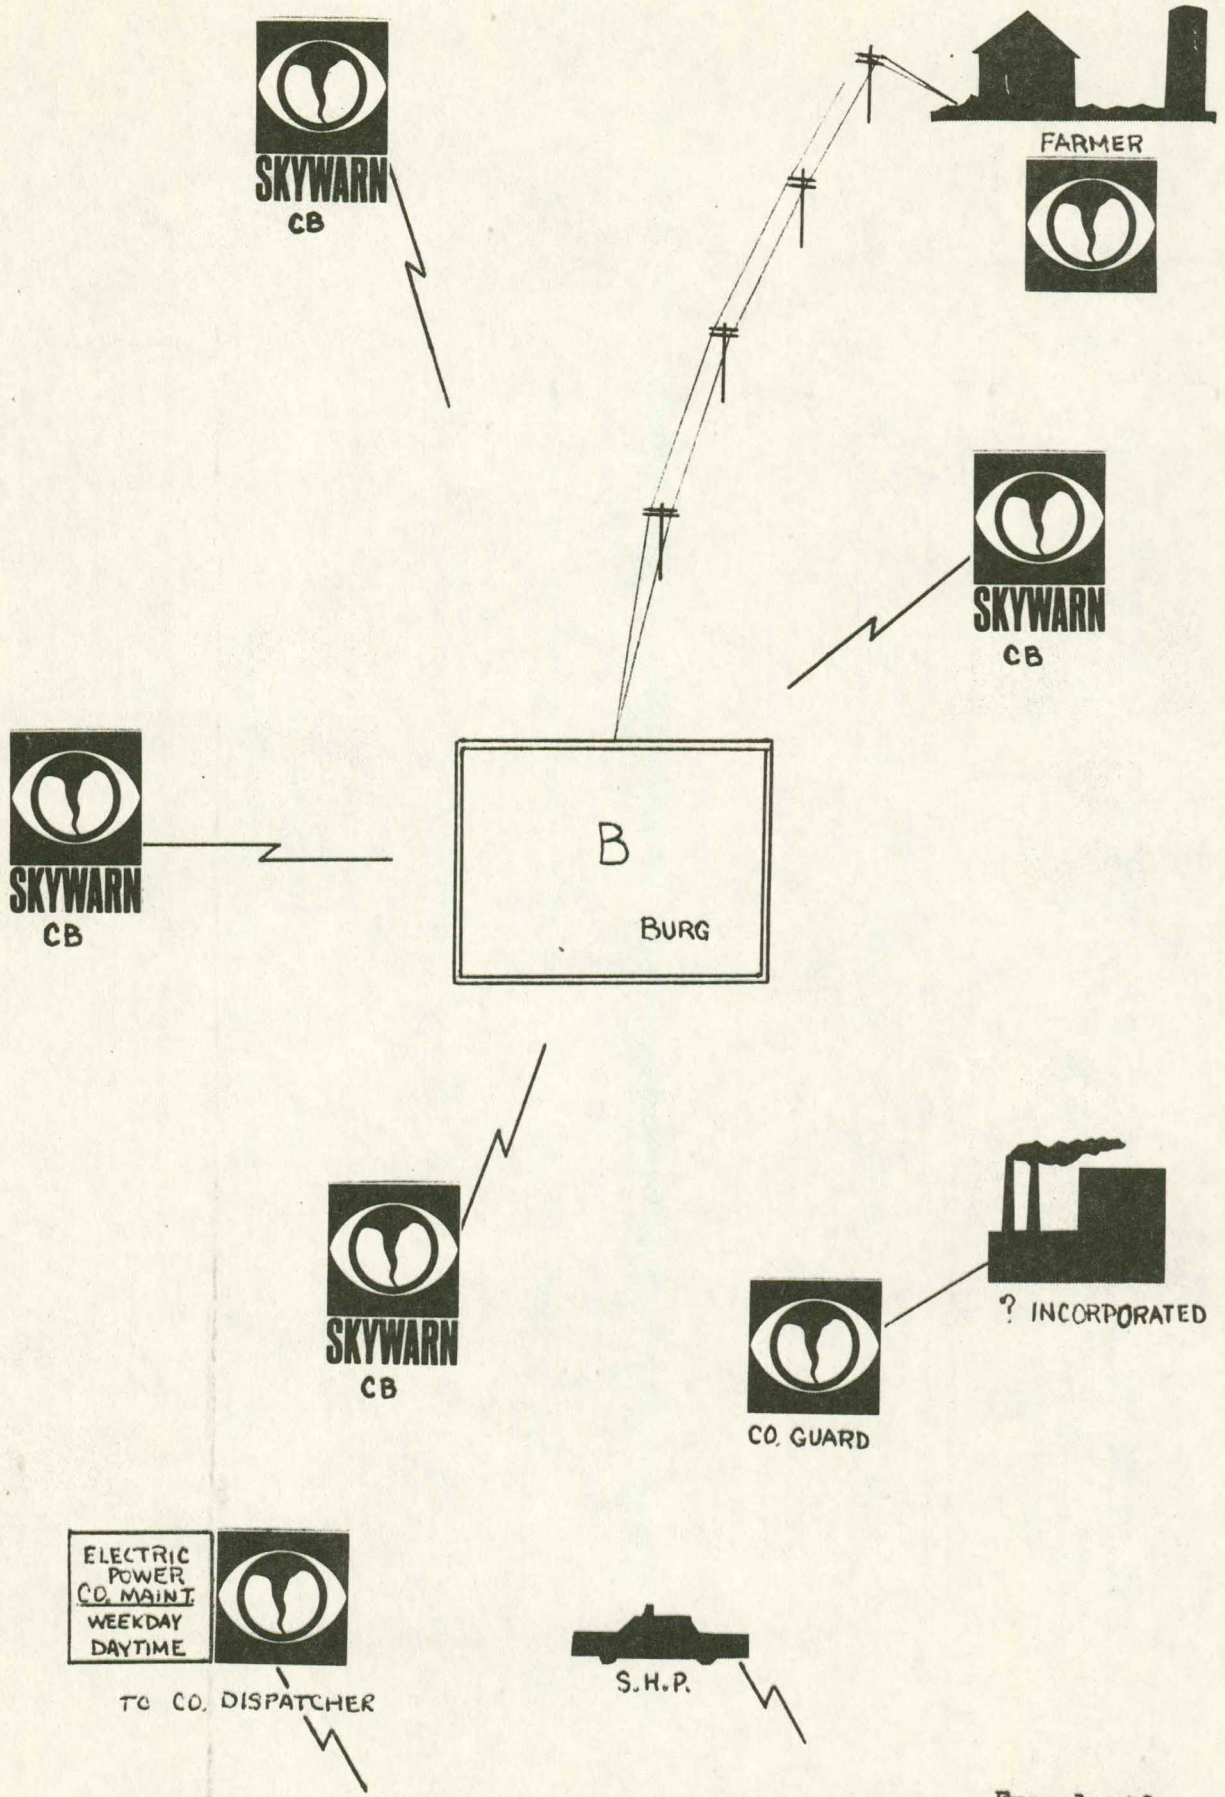 SKYWARN
CB
FARMER
SKYWARN
CB
SKYWARN
CB
B
BURG
SKYWARN
CB
? INCORPORATED
CO. GUARD
ELECTRIC
POWER
CO. MAINT.
WEEKDAY
DAYTIME
TO CO. DISPATCHER
S.H.P.